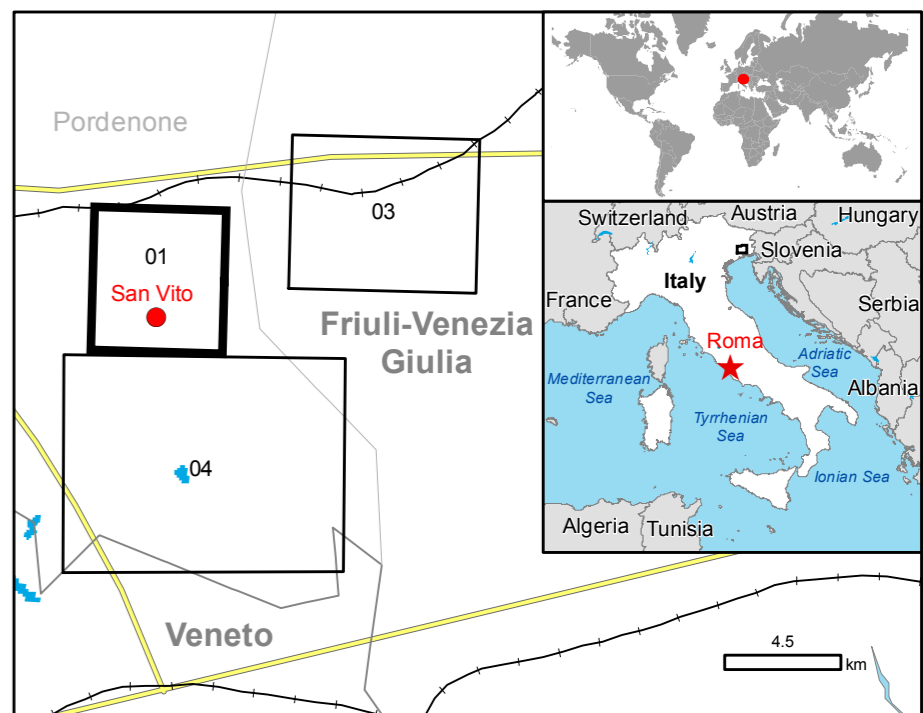 Pordenone
03
01
San Vito
Friuli-Venezia
Giulia
04
Veneto
4.5
km
Switzerland
Austria
Hungary
Slovenia
Italy
France
Serbia
Roma
Adriatic
Sea
Mediterranean
Sea
Albania
Tyrrhenian
Sea
Ionian Sea
Algeria
Tunisia